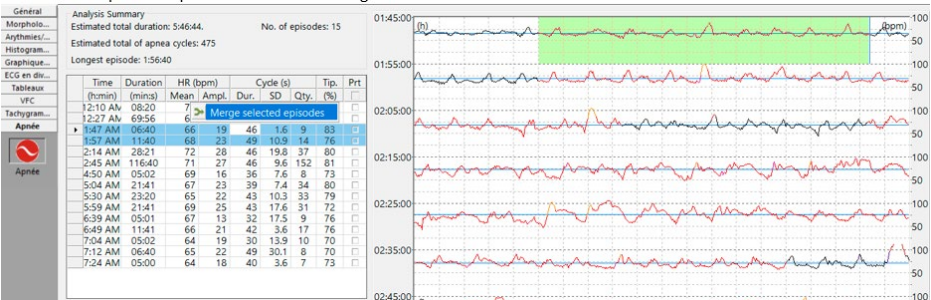 Général
Morpholo...
Arythmies/...
Histogram...
Graphique...
ECG en div...
Tableaux
VFC
Tachygram...
Apnée
Apnée
Analysis Summary
Estimated total duration: 5:46:44. No. of episodes: 15
Estimated total of apnea cycles: 475
Longest episode: 1:56:40
Time Duration HR (bpm) Cycle (s) Tip. Prt
(h:min) (min:s) Mean Ampl. Dur. SD Qty. (%)
12:10 AM 08:20 7
12:27 AM 69:56 6
Merge selected episodes
1:47 AM 06:40 66 19 46 1.6 9 83
1:57 AM 11:40 68 23 49 10.9 14 76
2:14 AM 28:21 72 28 46 19.8 37 80
2:45 AM 116:40 71 27 46 9.6 152 81
4:50 AM 05:02 69 16 36 7.6 8 73
5:04 AM 21:41 67 23 39 7.4 34 80
5:30 AM 23:20 65 22 43 10.3 33 79
5:59 AM 21:41 69 25 43 17.6 31 72
6:39 AM 05:01 67 13 32 17.5 9 76
6:49 AM 11:41 66 21 42 3.6 17 76
7:04 AM 05:02 64 19 30 13.9 10 70
7:12 AM 06:40 65 22 49 30.1 8 70
7:24 AM 05:00 64 18 40 3.6 7 73
01:45:00 (h) (bpm) 100
50
01:55:00 100
50
02:05:00 100
50
02:15:00 100
50
02:25:00 100
50
02:35:00 100
50
02:45:00 100